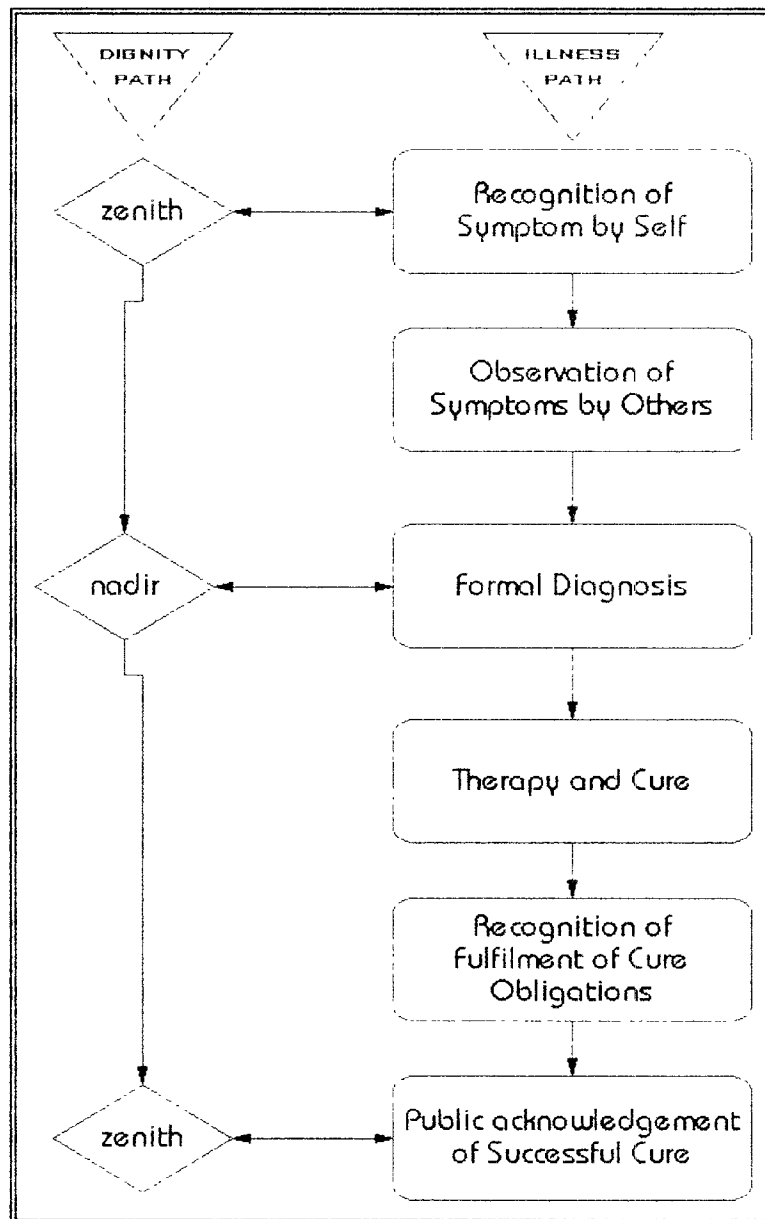 DIGNITY
PATH
ILLNESS
PATH
zenith
Recognition of
Symptom by Self
Observation of
Symptoms by Others
nadir
Formal Diagnosis
Therapy and Cure
Recognition of
Fulfilment of Cure
Obligations
zenith
Public acknowledgement
of Successful Cure